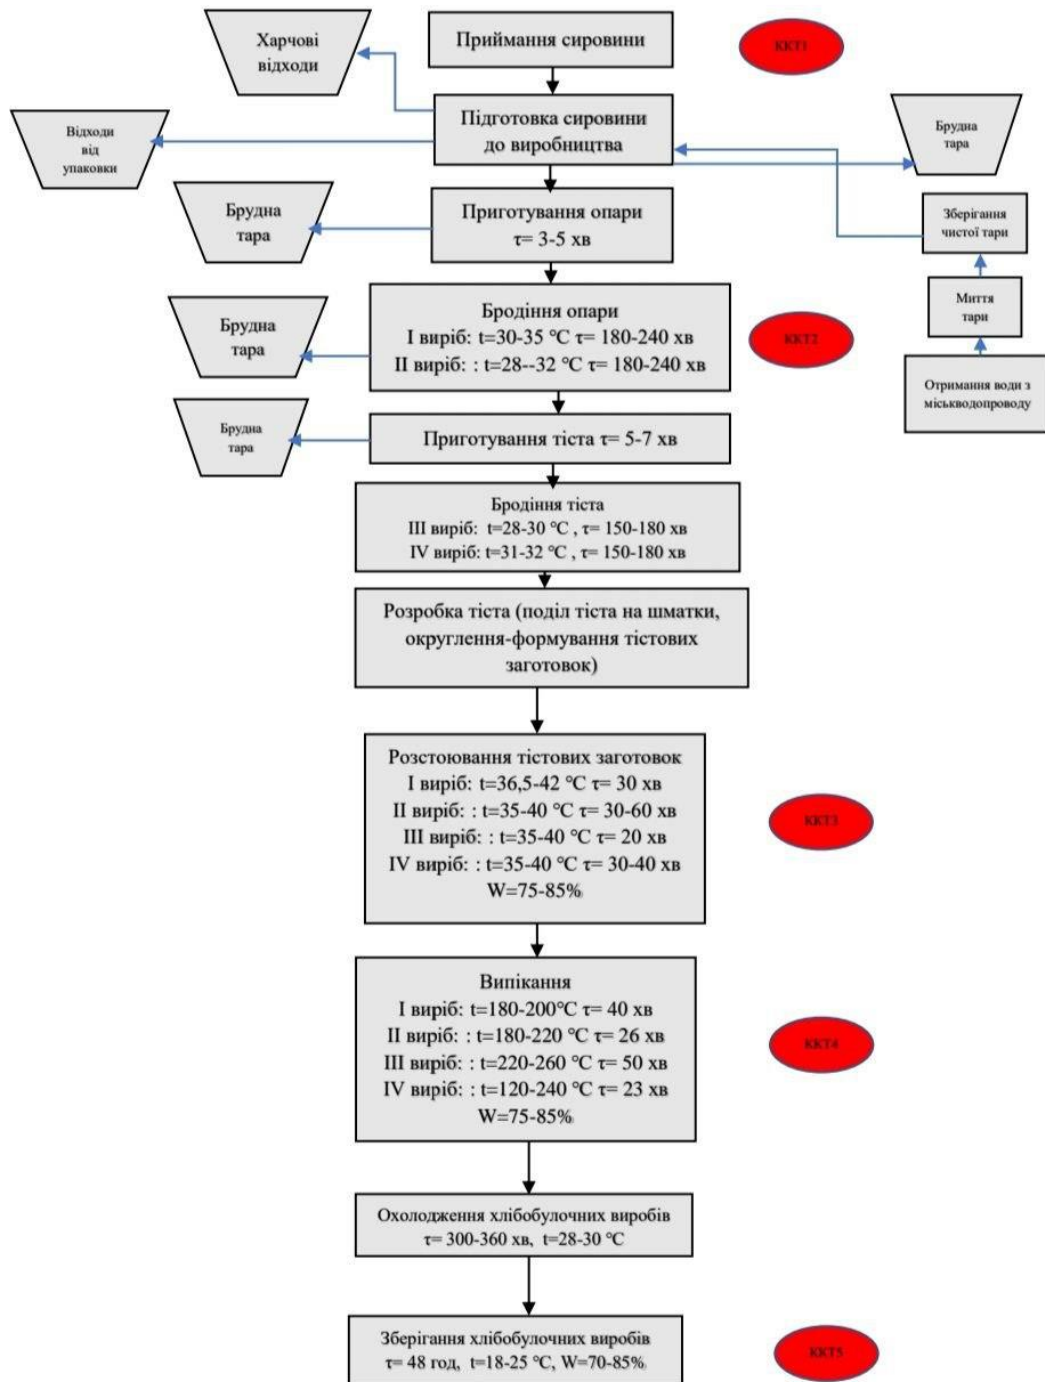 Харчові
відходи
Приймання сировини
ККТ1
Відходи
від
упаковки
Підготовка сировини
до виробництва
Брудна
тара
Брудна
тара
Приготування опари
τ= 3-5 хв
Зберігання
чистої тари
Миття
тари
Отримання води з
міськводопроводу
Брудна
тара
Бродіння опари
I виріб: t=30-35 °С τ= 180-240 хв
II виріб: : t=28--32 °С τ= 180-240 хв
ККТ2
Брудна
тара
Приготування тіста τ= 5-7 хв
Бродіння тіста
III виріб: t=28-30 °С , τ= 150-180 хв
IV виріб: t=31-32 °С , τ= 150-180 хв
Розробка тіста (поділ тіста на шматки,
округлення-формування тістових
заготовок)
Розстоювання тістових заготовок
I виріб: t=36,5-42 °С τ= 30 хв
II виріб: : t=35-40 °С τ= 30-60 хв
III виріб: : t=35-40 °С τ= 20 хв
IV виріб: : t=35-40 °С τ= 30-40 хв
W=75-85%
ККТ3
Випікання
I виріб: t=180-200°С τ= 40 хв
II виріб: : t=180-220 °С τ= 26 хв
III виріб: : t=220-260 °С τ= 50 хв
IV виріб: : t=120-240 °С τ= 23 хв
W=75-85%
ККТ4
Охолодження хлібобулочних виробів
τ= 300-360 хв, t=28-30 °С
Зберігання хлібобулочних виробів
τ= 48 год, t=18-25 °С, W=70-85%
ККТ5